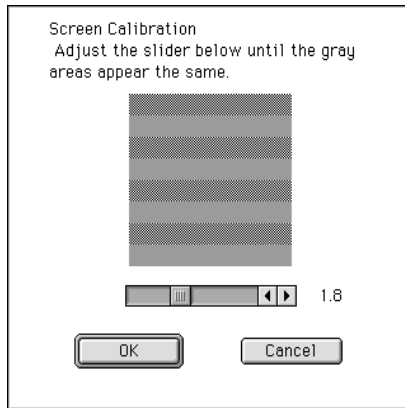 Screen Calibration
Adjust the slider below until the gray
areas appear the same.
1.8
OK
Cancel